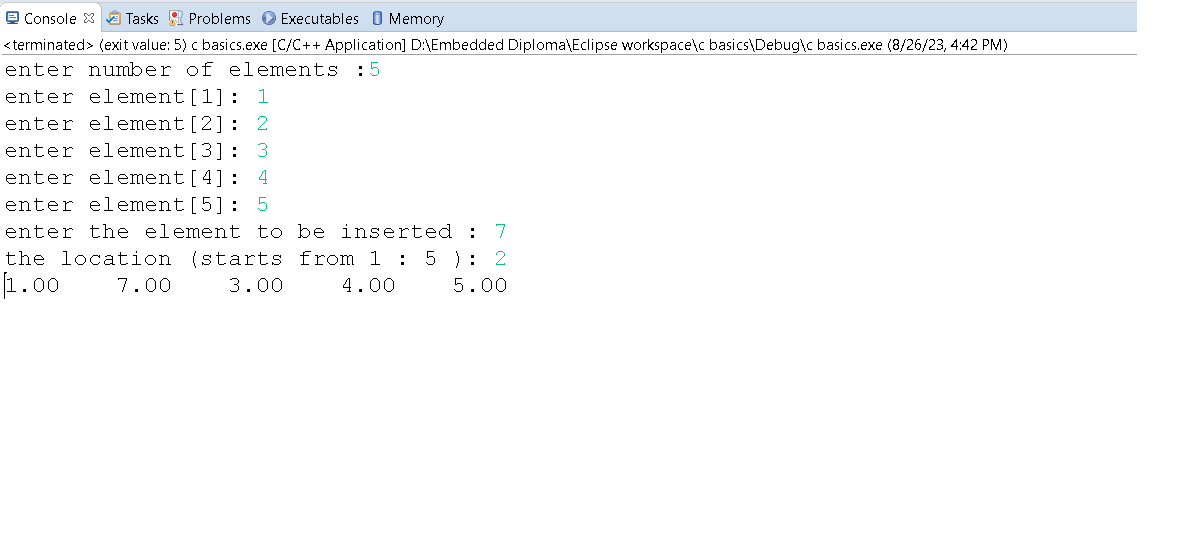 Console Tasks Problems Executables Memory
<terminated> (exit value: 5) c basics.exe [C/C++ Application] D:\Embedded Diploma\Eclipse workspace\c basics\Debug\c basics.exe (8/26/23, 4:42 PM)
enter number of elements :5
enter element[1]: 1
enter element[2]: 2
enter element[3]: 3
enter element[4]: 4
enter element[5]: 5
enter the element to be inserted : 7
the location (starts from 1 : 5 ): 2
1.00    7.00    3.00    4.00    5.00